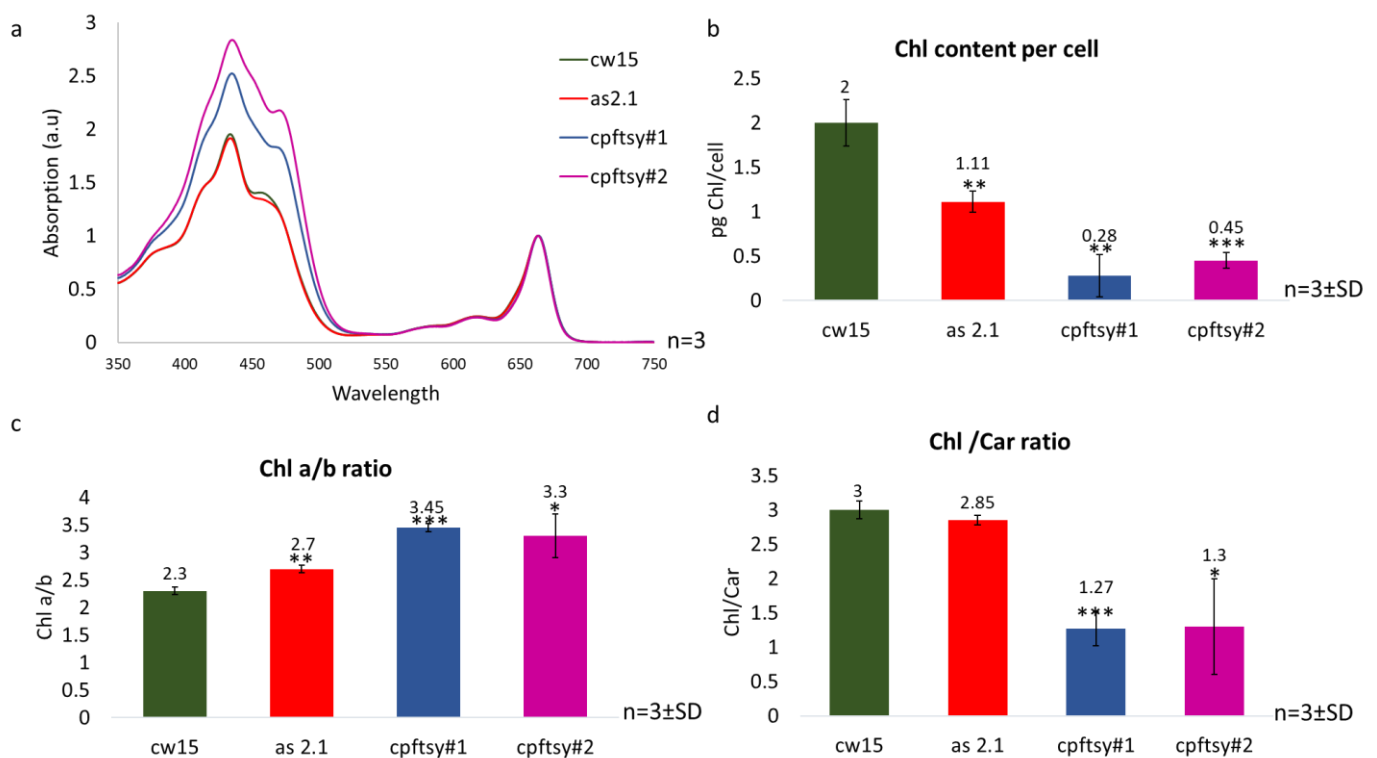 a
Absorption (a.u)
3
2.5
2
1.5
1
0.5
0
350 400 450 500 550 600 650 700 750
Wavelength
cw15
as2.1
cpftsy#1
cpftsy#2
n=3
b
Chl content per cell
pg Chl/cell
2.5
2
1.5
1
0.5
0
2
1.11
**
0.28
**
0.45
***
cw15 as 2.1 cpftsy#1 cpftsy#2
n=3±SD
c
Chl a/b ratio
Chl a/b
4
3.5
3
2.5
2
1.5
1
0.5
0
2.3
2.7
**
3.45
***
3.3
*
cw15 as 2.1 cpftsy#1 cpftsy#2
n=3±SD
d
Chl /Car ratio
Chl/Car
3.5
3
2.5
2
1.5
1
0.5
0
3
2.85
1.27
***
1.3
*
cw15 as 2.1 cpftsy#1 cpftsy#2
n=3±SD